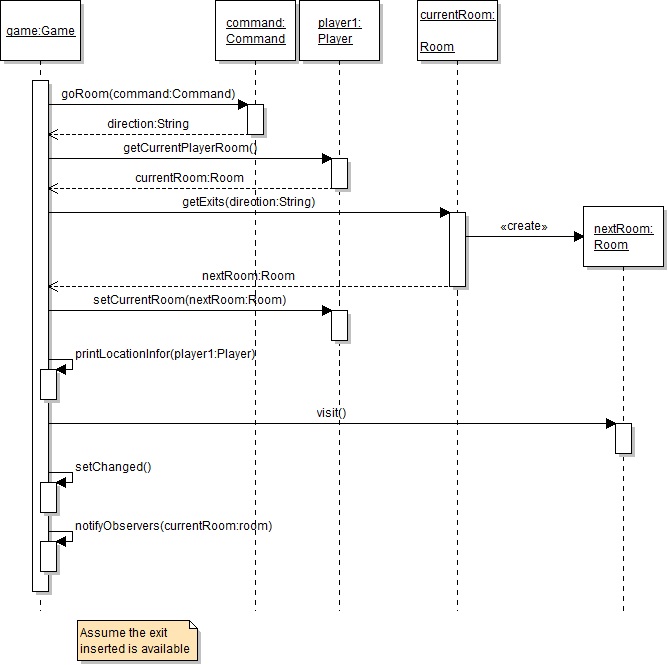 game:Game
command:
Command
player1:
Player
currentRoom:
Room
goRoom(command:Command)
direction:String
getCurrentPlayerRoom()
currentRoom:Room
getExits(direction:String)
«create»
nextRoom:
Room
nextRoom:Room
setCurrentRoom(nextRoom:Room)
printLocationInfor(player1:Player)
visit()
setChanged()
notifyObservers(currentRoom:room)
Assume the exit
inserted is available